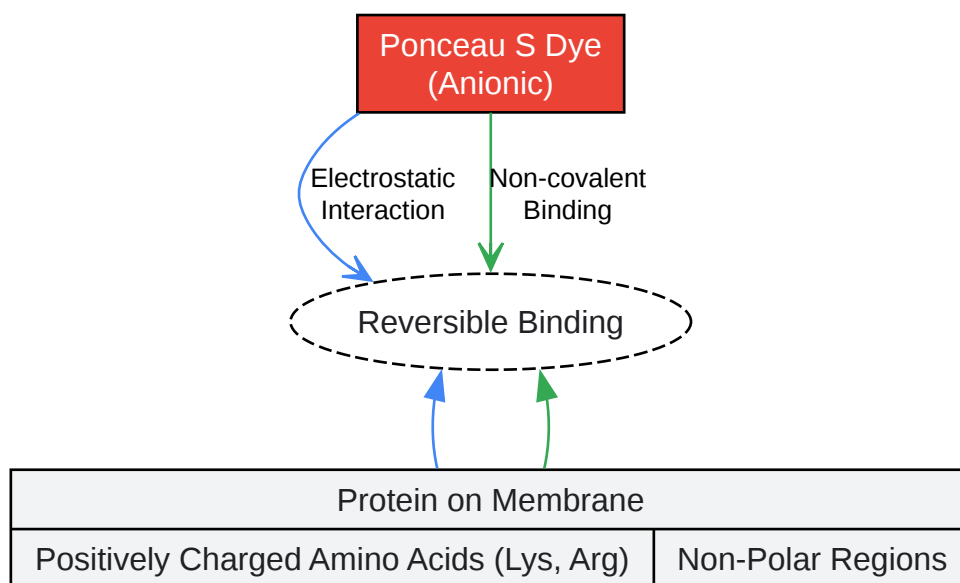 Ponceau S Dye
(Anionic)
Electrostatic
Interaction
Non-covalent
Binding
Reversible Binding
Protein on Membrane
Positively Charged Amino Acids (Lys, Arg)
Non-Polar Regions